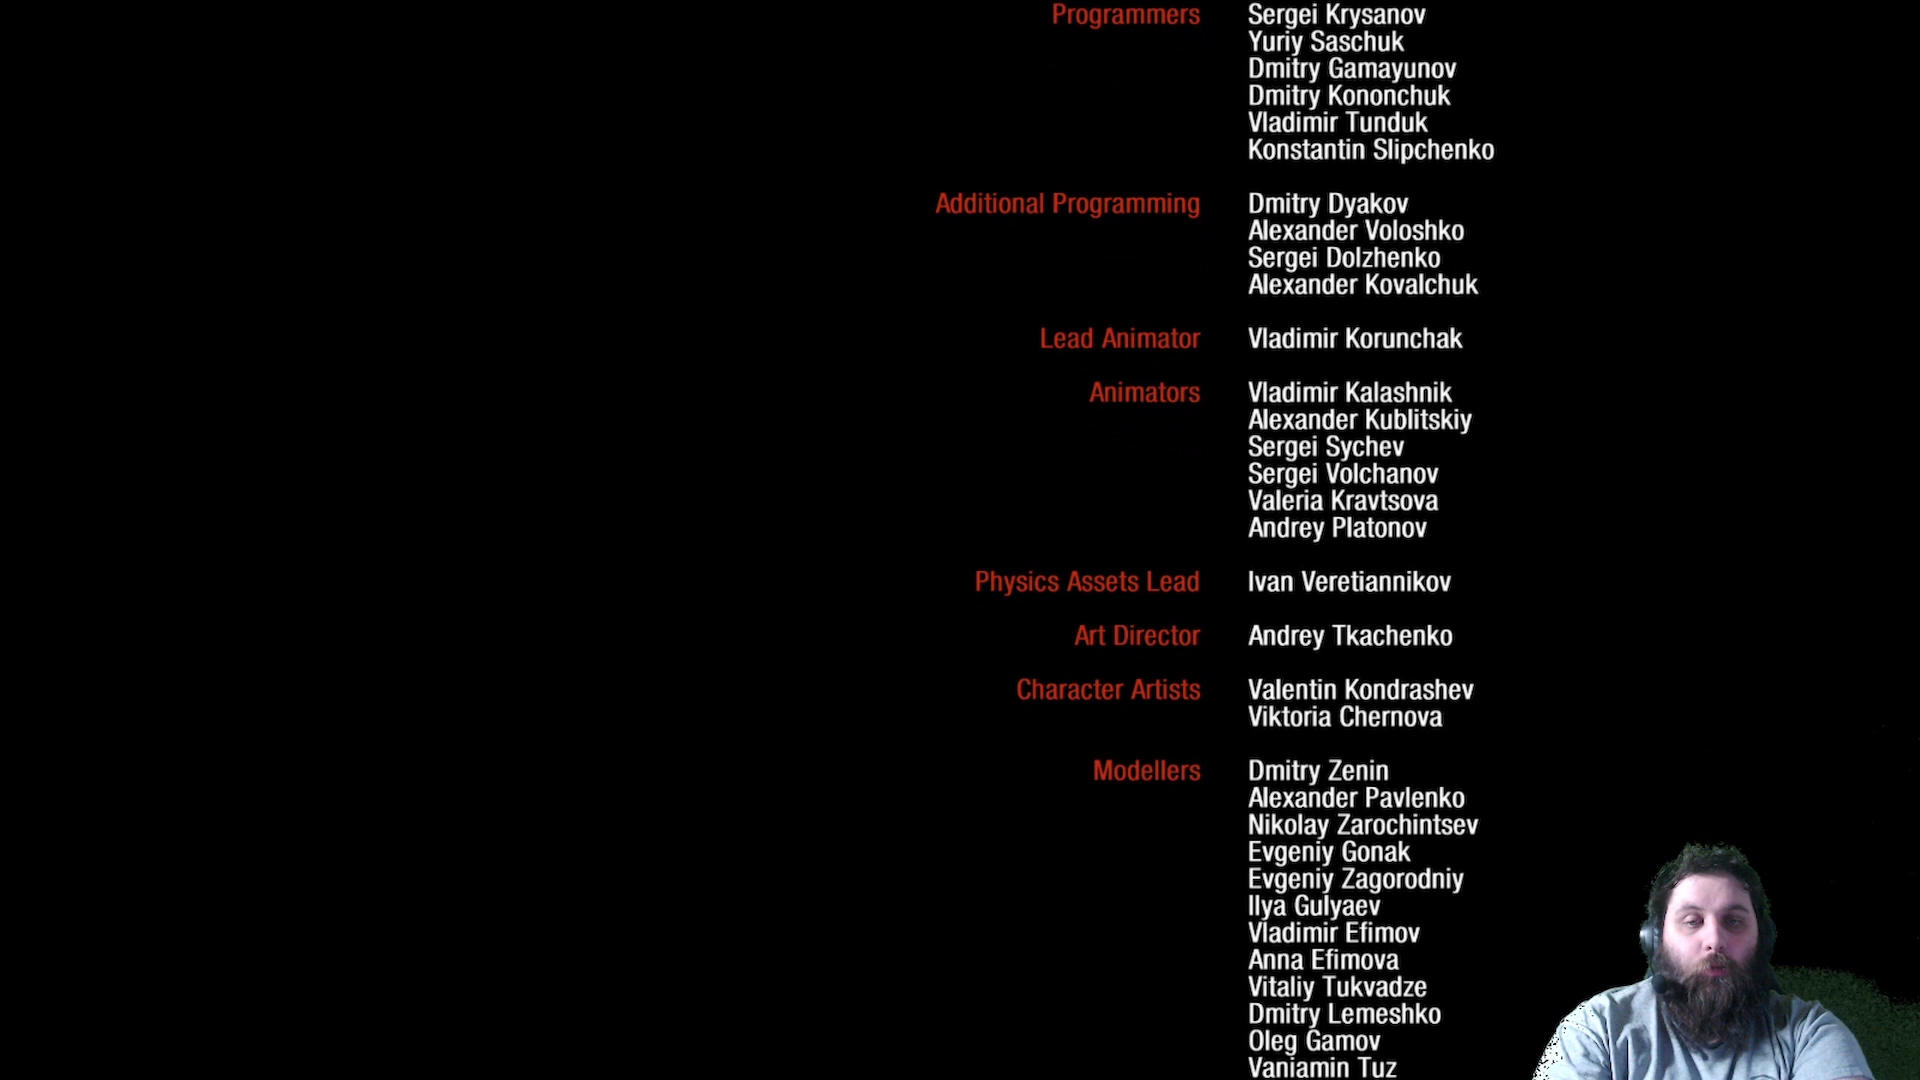 Programmers Sergei Krysanov
Yuriy Saschuk
Dmitry Gamayunov
Dmitry Kononchuk
Vladimir Tunduk
Konstantin Slipchenko
Additional Programming Dmitry Dyakov
Alexander Voloshko
Sergei Dolzhenko
Alexander Kovalchuk
Lead Animator Vladimir Korunchak
Animators Vladimir Kalashnik
Alexander Kublitskiy
Sergei Sychev
Sergei Volchanov
Valeria Kravtsova
Andrey Platonov
Physics Assets Lead Ivan Veretiannikov
Art Director Andrey Tkachenko
Character Artists Valentin Kondrashev
Viktoria Chernova
Modellers Dmitry Zenin
Alexander Pavlenko
Nikolay Zarochintsev
Evgeniy Gonak
Evgeniy Zagorodniy
Ilya Gulyaev
Vladimir Efimov
Anna Efimova
Vitaliy Tukvadze
Dmitry Lemeshko
Oleg Gamov
Vaniamin Tuz